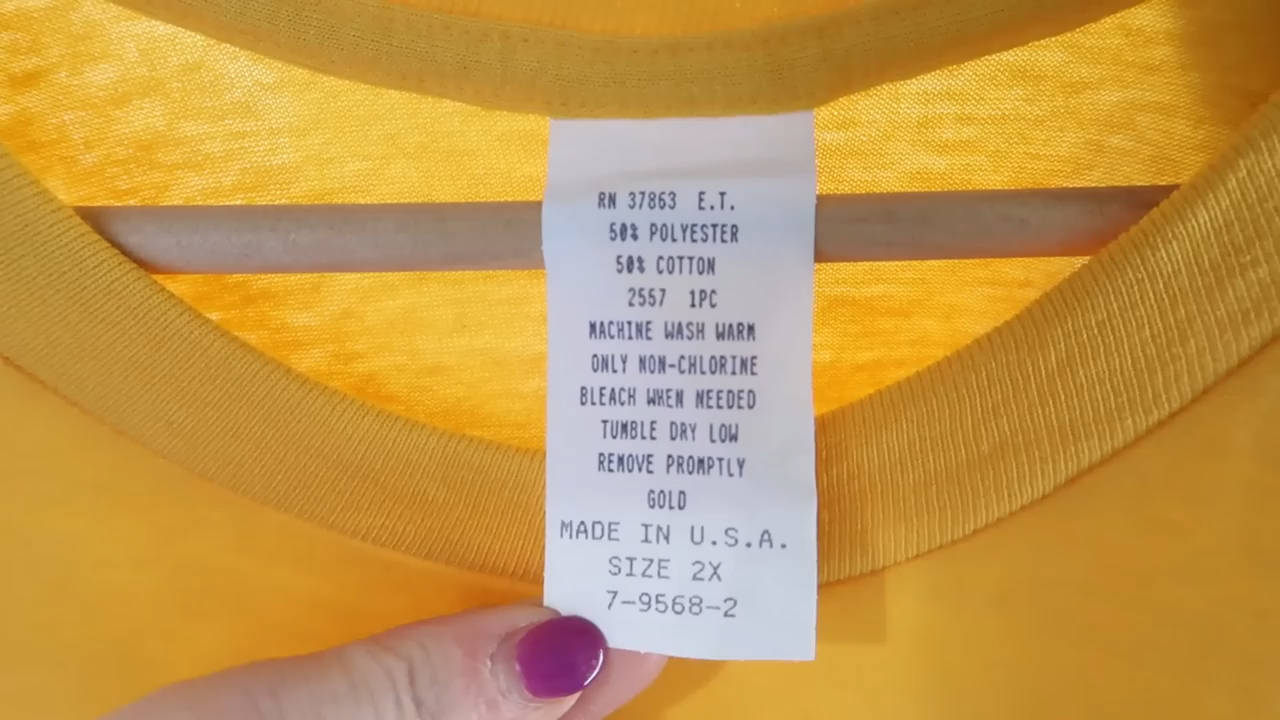 RN 37863 E.T.
50% POLYESTER
50% COTTON
2557 1PC
MACHINE WASH WARM
ONLY NON-CHLORINE
BLEACH WHEN NEEDED
TUMBLE DRY LOW
REMOVE PROMPTLY
GOLD
MADE IN U.S.A.
SIZE 2X
7-9568-2